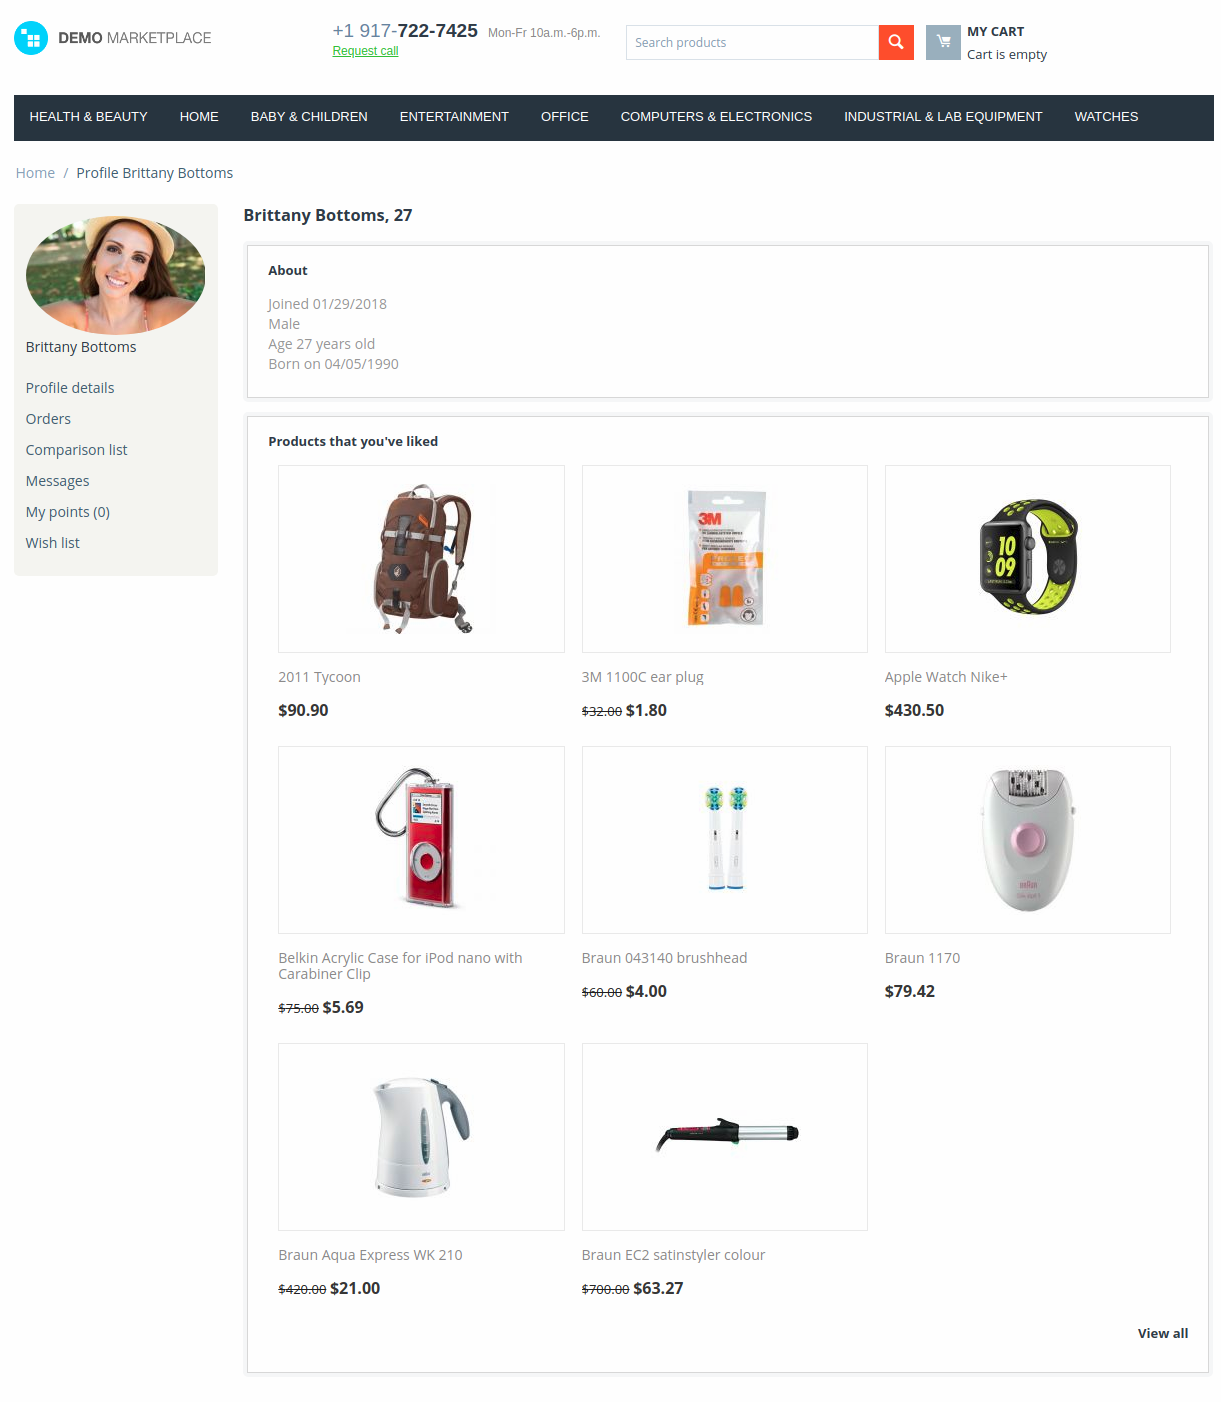 DEMO MARKETPLACE
+1 917-722-7425 Mon-Fr 10a.m.-6p.m.
Request call
Search products
MY CART
Cart is empty
HEALTH & BEAUTY HOME BABY & CHILDREN ENTERTAINMENT OFFICE COMPUTERS & ELECTRONICS INDUSTRIAL & LAB EQUIPMENT WATCHES
Home / Profile Brittany Bottoms
Brittany Bottoms
Profile details
Orders
Comparison list
Messages
My points (0)
Wish list
Brittany Bottoms, 27
About
Joined 01/29/2018
Male
Age 27 years old
Born on 04/05/1990
Products that you've liked
3M
10
09
2011 Tycoon
$90.90
3M 1100C ear plug
$32.00 $1.80
Apple Watch Nike+
$430.50
Belkin Acrylic Case for iPod nano with
Carabiner Clip
$75.00 $5.69
Braun 043140 brushhead
$60.00 $4.00
braun
Braun 1170
$79.42
Braun Aqua Express WK 210
$420.00 $21.00
Braun EC2 satinstyler colour
$700.00 $63.27
View all